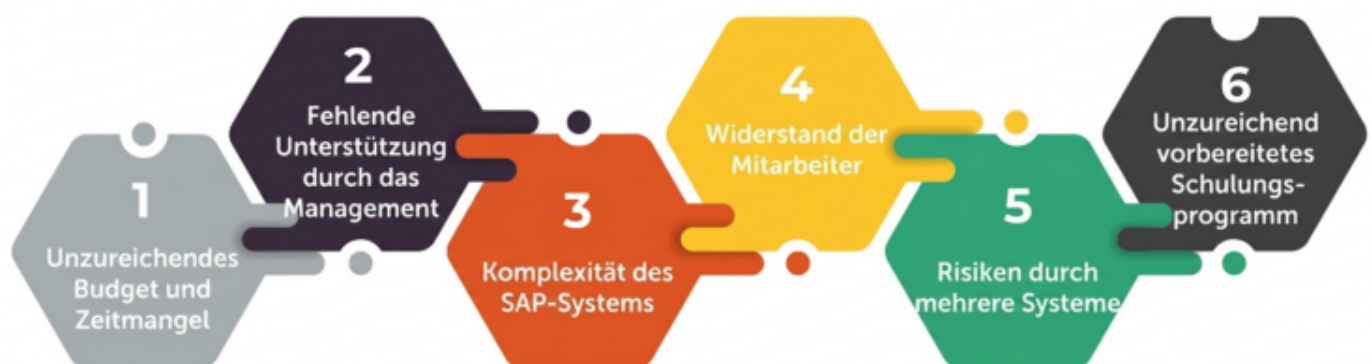 1
Unzureichendes
Budget und
Zeitmangel
2
Fehlende
Unterstützung
durch das
Management
3
Komplexität des
SAP-Systems
4
Widerstand der
Mitarbeiter
5
Risiken durch
mehrere Systeme
6
Unzureichend
vorbereitetes
Schulungs-
programm